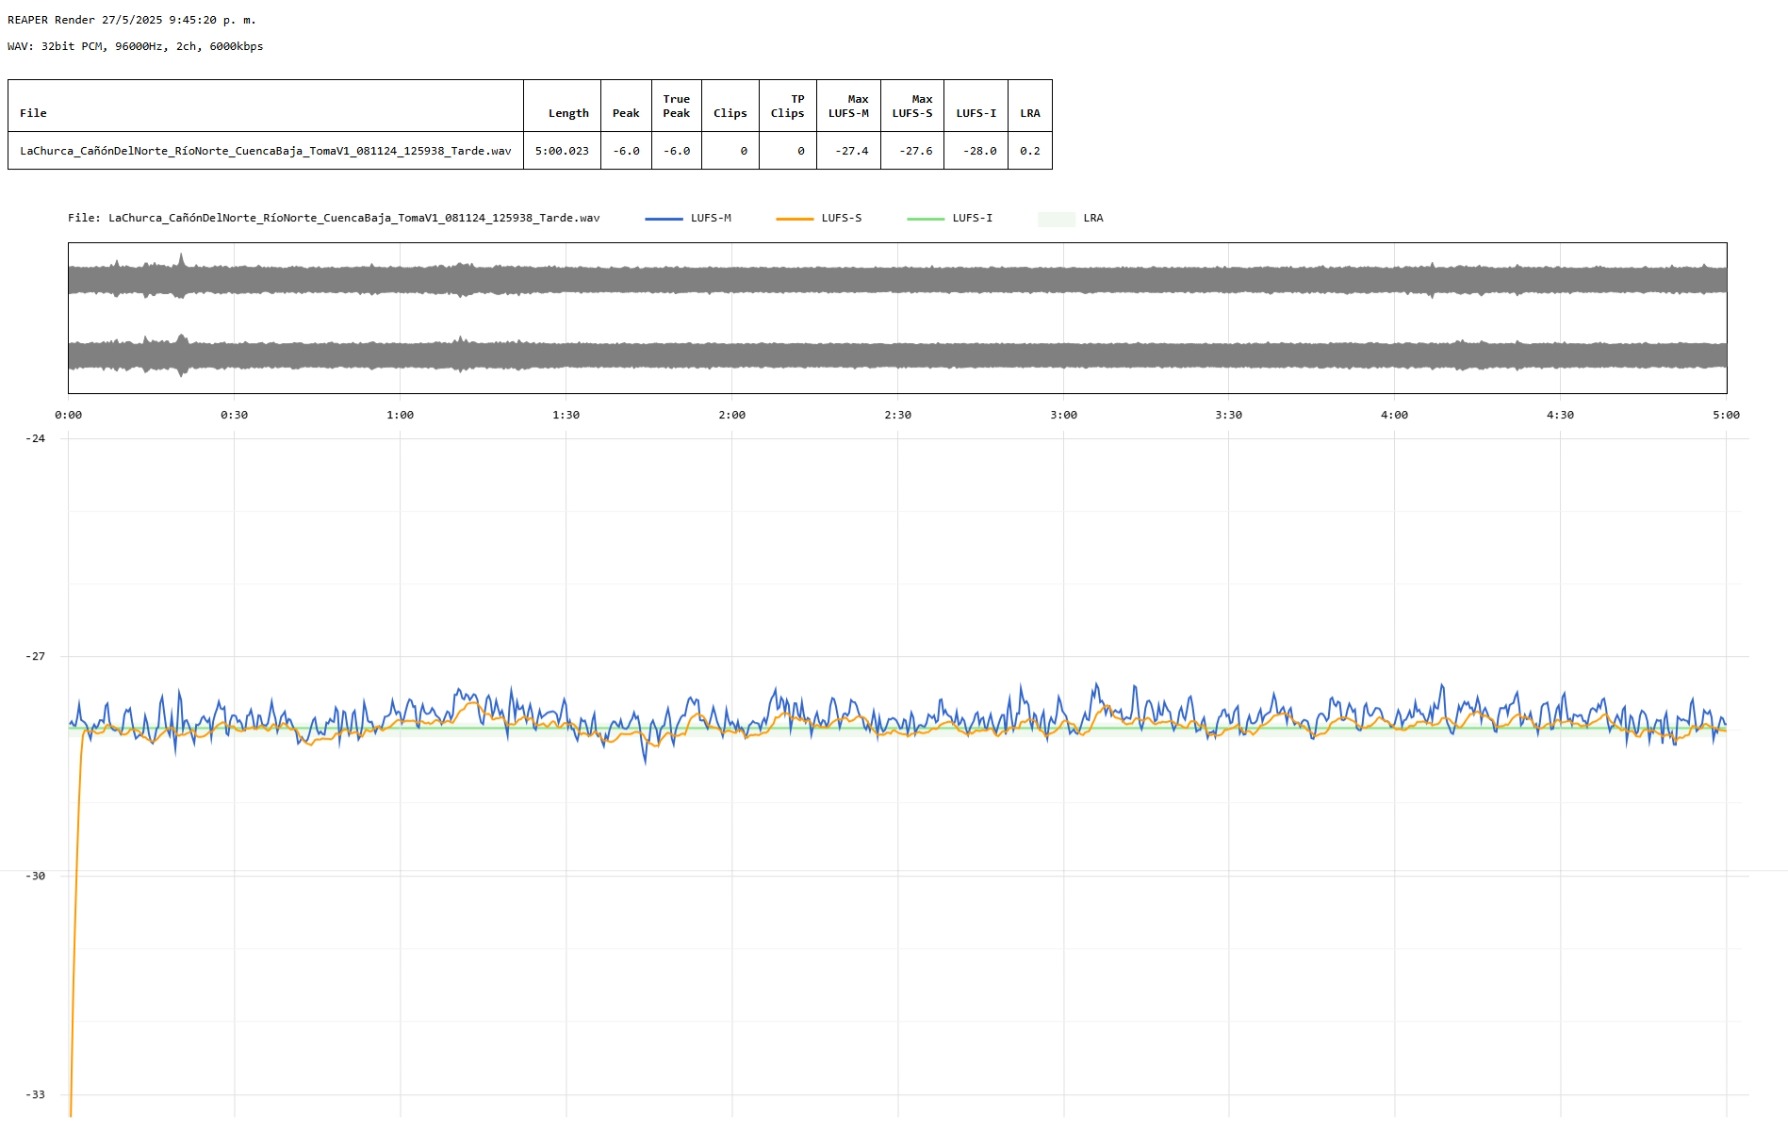 REAPER Render 27/5/2025 9:45:20 p. m.
WAV: 32bit PCM, 96000Hz, 2ch, 6000kbps
File Length Peak True Peak Clips TP Clips Max LUFS-M Max LUFS-S LUFS-I LRA
LaChurca_CañónDelNorte_RíoNorte_CuencaBaja_TomaV1_081124_125938_Tarde.wav 5:00.023 -6.0 -6.0 0 0 -27.4 -27.6 -28.0 0.2
File: LaChurca_CañónDelNorte_RíoNorte_CuencaBaja_TomaV1_081124_125938_Tarde.wav LUFS-M LUFS-S LUFS-I LRA
0:00 0:30 1:00 1:30 2:00 2:30 3:00 3:30 4:00 4:30 5:00
-24
-27
-30
-33